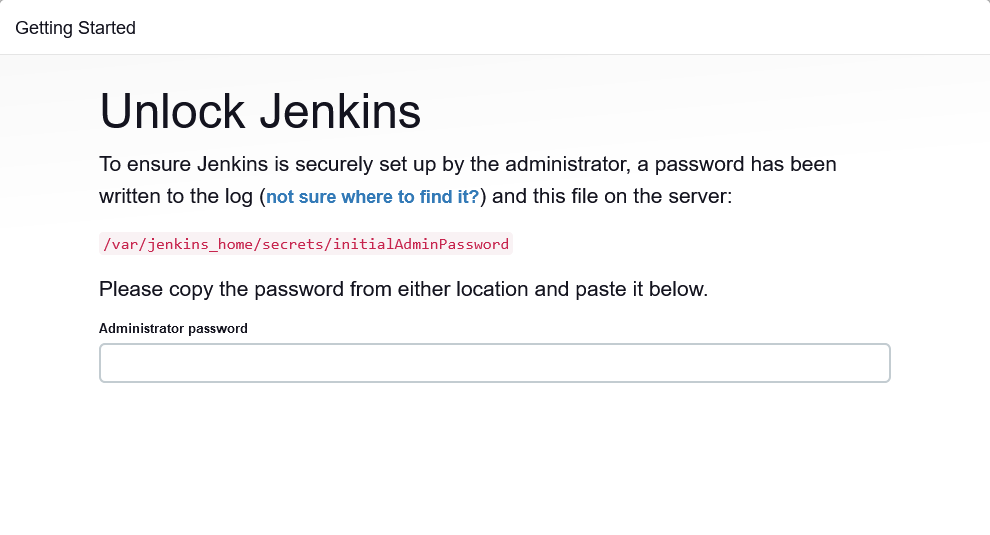 Getting Started
Unlock Jenkins
To ensure Jenkins is securely set up by the administrator, a password has been
written to the log (not sure where to find it?) and this file on the server:
/var/jenkins_home/secrets/initialAdminPassword
Please copy the password from either location and paste it below.
Administrator password